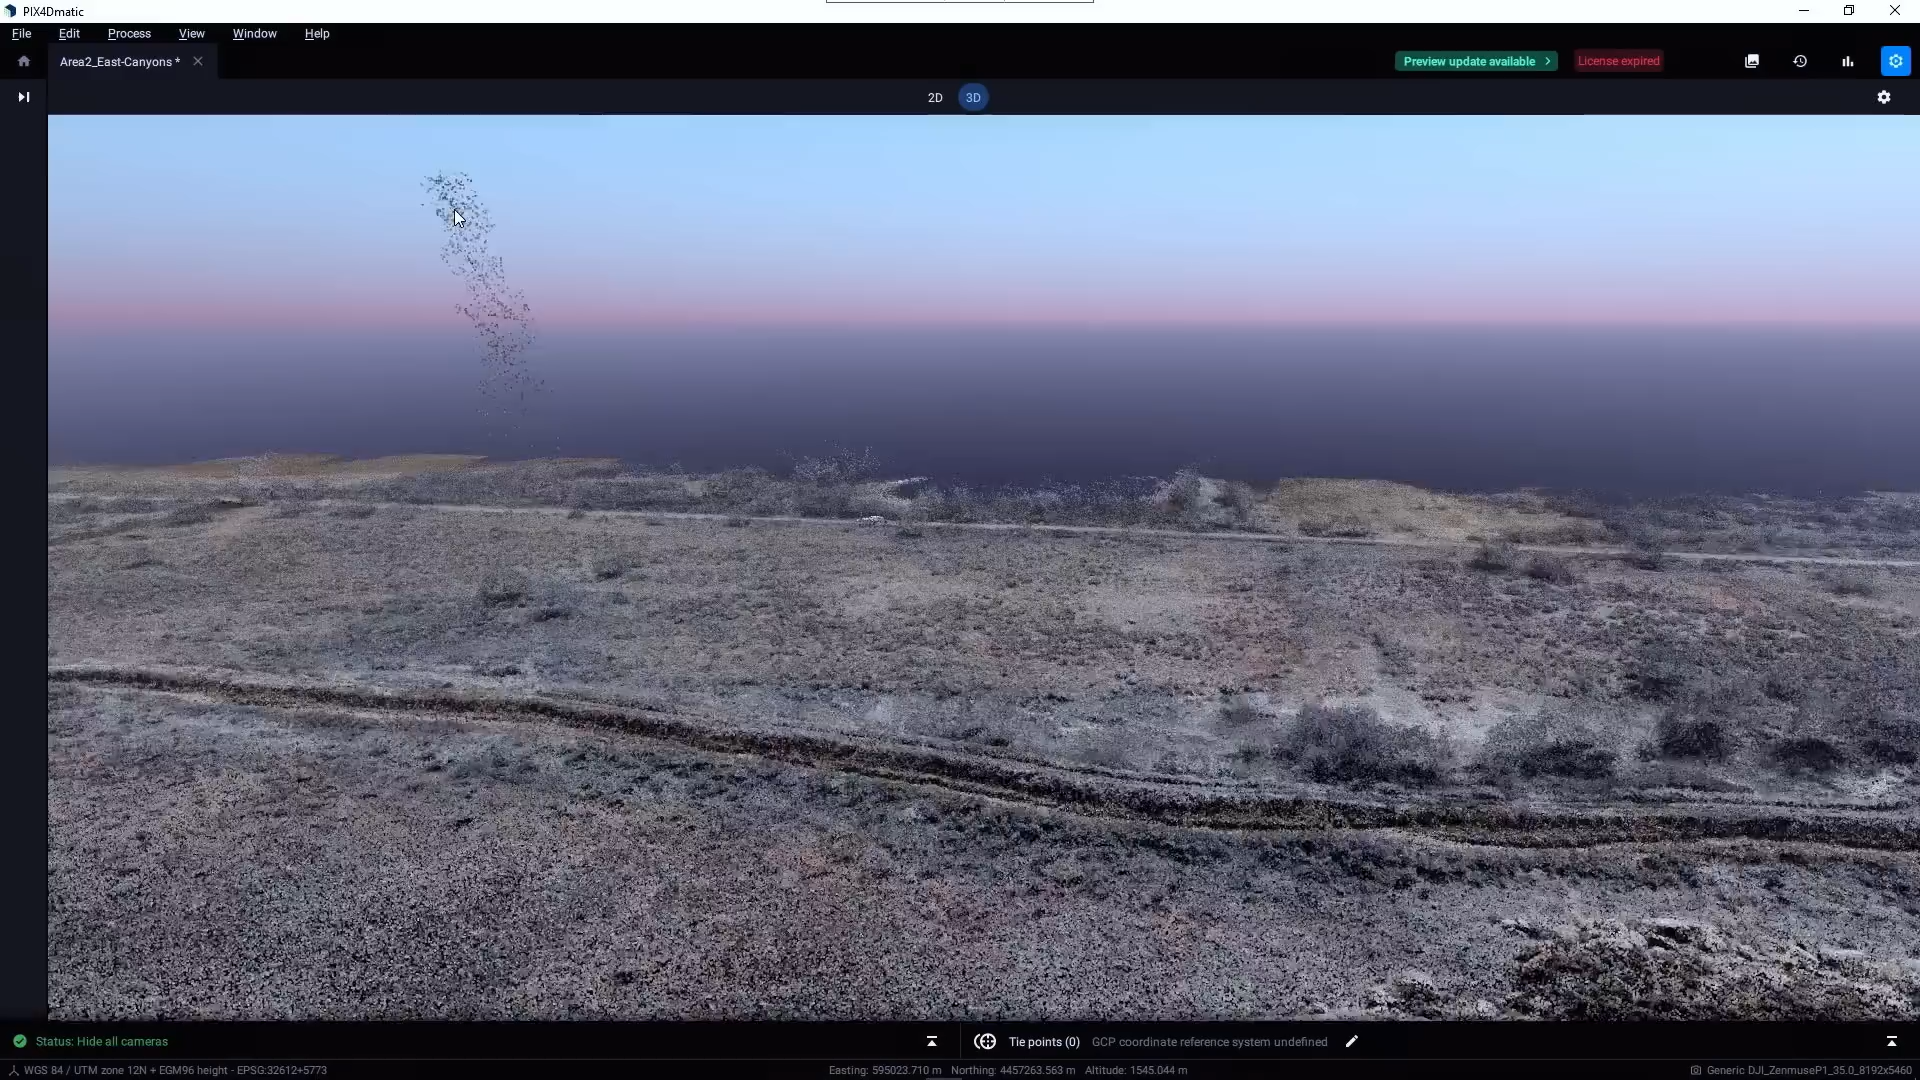 PIX4Dmatic
File Edit Process View Window Help
Area2_East-Canyons *
Preview update available
License expired
2D 3D
Status: Hide all cameras
Tie points (0) GCP coordinate reference system undefined
WGS 84 / UTM zone 12N + EGM96 height - EPSG:32612+5773
Easting: 595023.710 m Northing: 4457263.563 m Altitude: 1545.044 m
Generic DJI_ZenmuseP1_35.0_8192x5460